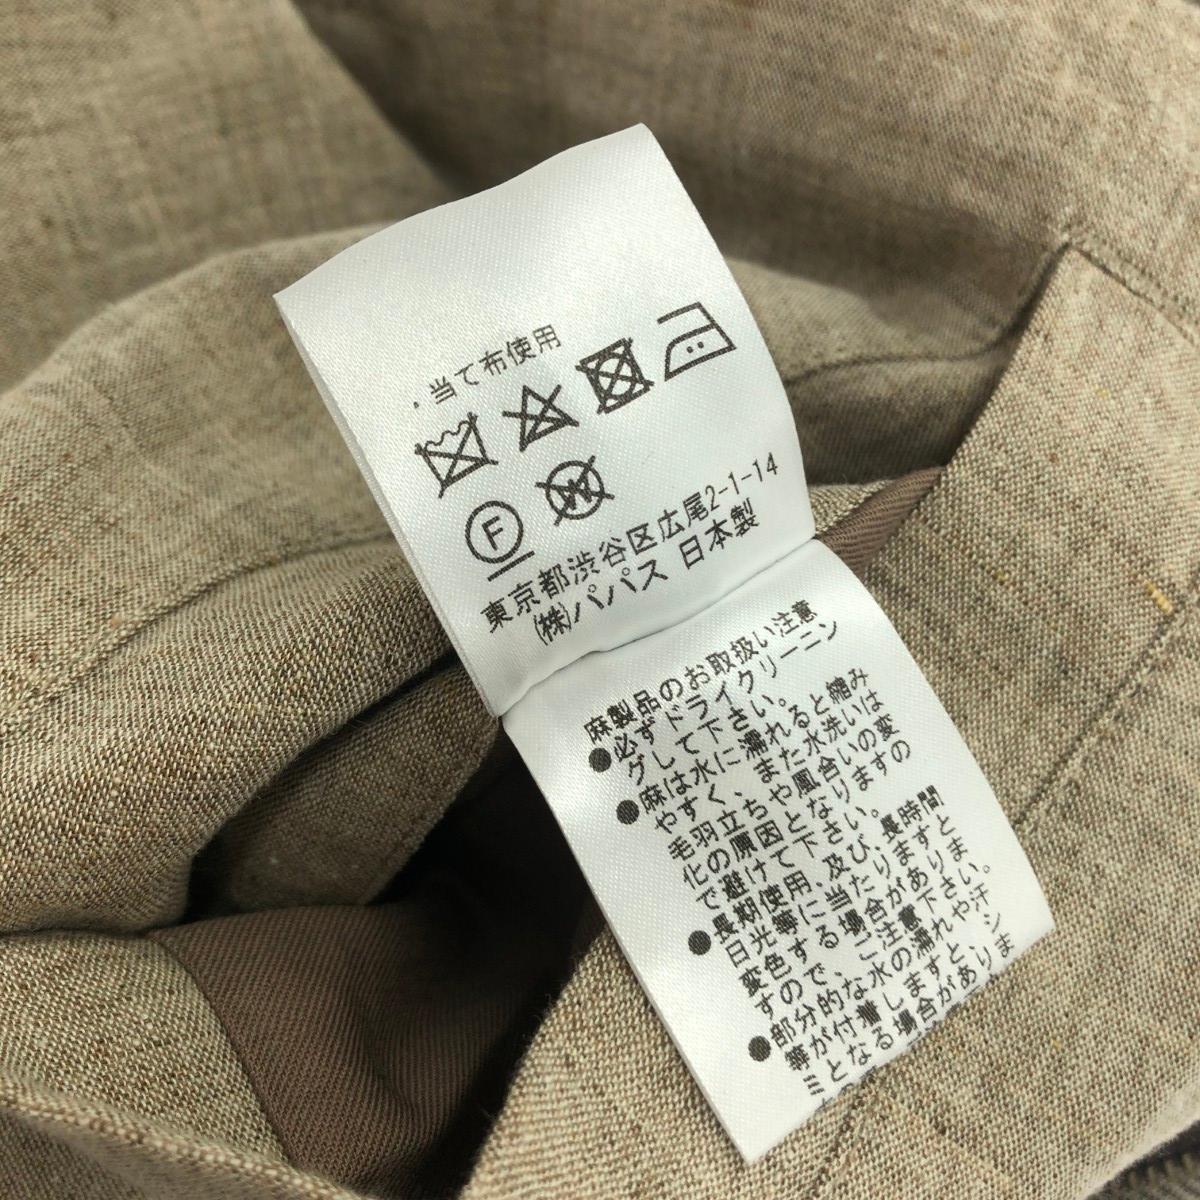 .当て布使用
F W
東京都渋谷区広尾2-1-14
(株)パパス 日本製
麻製品のお取扱い注意
●必ずドライクリーニン
グして下さい。
●麻は水に濡れると縮み
やすく、また水洗いは
毛羽立ちや風合いの変
化の原因となりますの
で避けて下さい。
●長期使用、及び、長時間
日光等に当たりますと
変色する場合がありま
すので、ご注意下さい。
●部分的な水の濡れや、汗
等が付着しますと、シ
ミとなる場合がありま